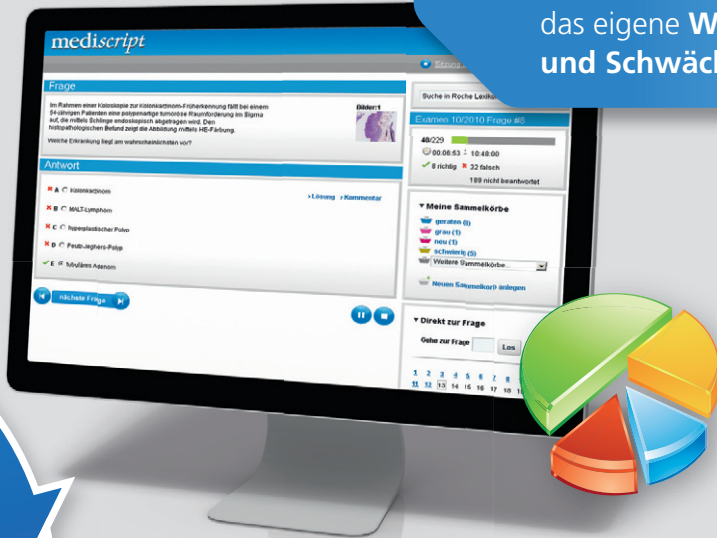 das eigene W
und Schwäch
mediscript
Frage
Im Rahmen einer Koloskopie zur Kolonkarzinom-Früherkennung fällt bei einem
54-jährigen Patienten eine polypenartige tumoröse Raumforderung im Sigma
auf, die mittels Schlinge endoskopisch abgetragen wird. Den
histopathologischen Befund zeigt die Abbildung mittels HE-Färbung.
Bilder:1
Welche Erkrankung liegt am wahrscheinlichsten vor?
Antwort
A Kolonkarzinom
›Lösung ›Kommentar
B MALT-Lymphom
C hyperplastischer Polyp
D Peutz-Jeghers-Polyp
E tubuläres Adenom
nächste Frage
Sitzung
Suche in Roche Lexiko
Examen 10/2010 Frage #6
40/229
00:06:53 : 10:48:00
8 richtig 32 falsch
189 nicht beantwortet
Meine Sammelkörbe
geraten (0)
grau (1)
neu (1)
schwierig (5)
Weitere Sammelkörbe...
Neuen Sammelkorb anlegen
Direkt zur Frage
Gehe zur Frage Los
1 2 3 4 5 6 7 8
11 12 13 14 15 16 17 18